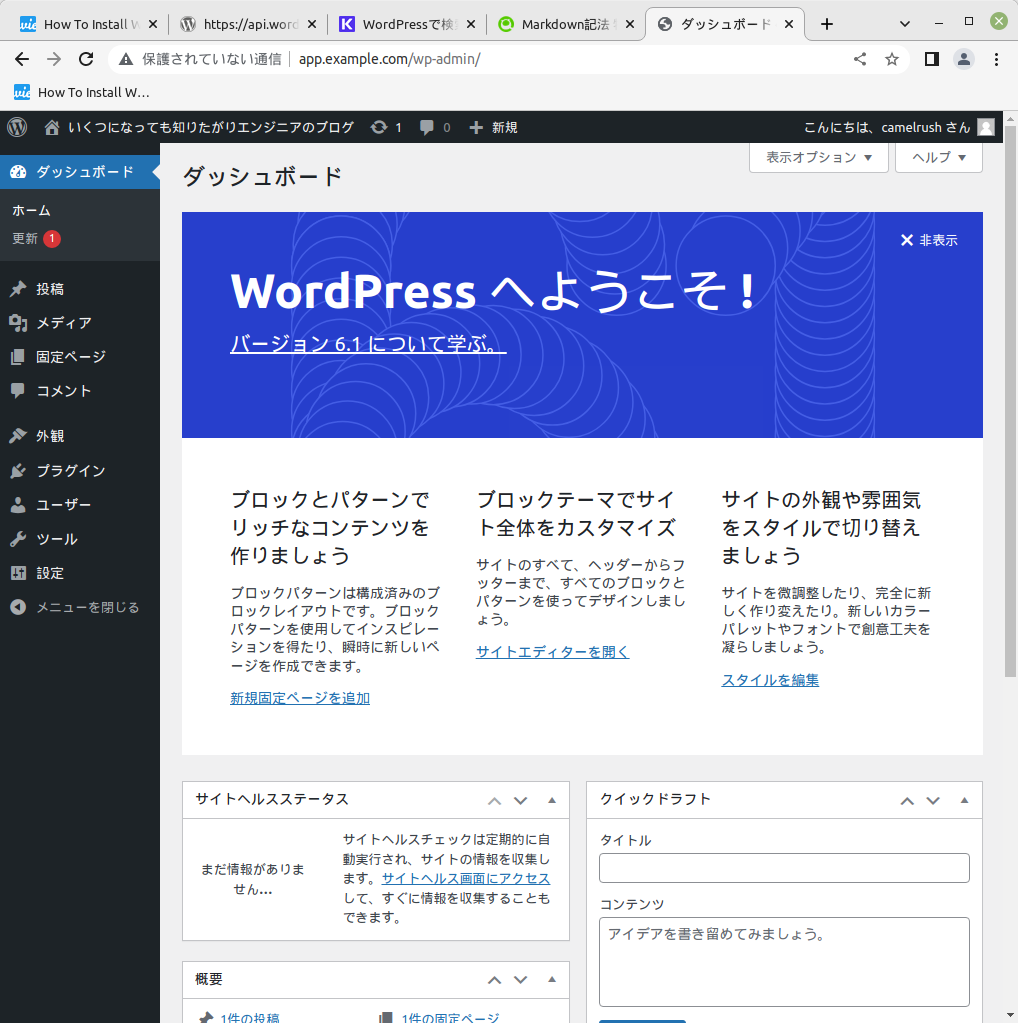 How To Install W
https://api.word
WordPressで検
Markdown記法
ダッシュボード
保護されていない通信
app.example.com/wp-admin/
How To Install W...
いくつになっても知りたがりエンジニアのブログ
1
0
新規
こんにちは、camelrush さん
ダッシュボード
ホーム
更新 1
投稿
メディア
固定ページ
コメント
外観
プラグイン
ユーザー
ツール
設定
メニューを閉じる
ダッシュボード
表示オプション ▼
ヘルプ ▼
非表示
WordPress へようこそ !
バージョン 6.1 について学ぶ。
ブロックとパターンで
リッチなコンテンツを
作りましょう
ブロックパターンは構成済みのブ
ロックレイアウトです。ブロック
パターンを使用してインスピレー
ションを得たり、瞬時に新しいペ
ージを作成できます。
新規固定ページを追加
ブロックテーマでサイ
ト全体をカスタマイズ
サイトのすべて、ヘッダーからフ
ッターまで、すべてのブロックと
パターンを使ってデザインしまし
ょう。
サイトエディターを開く
サイトの外観や雰囲気
をスタイルで切り替え
ましょう
サイトを微調整したり、完全に新
しく作り変えたり。新しいカラー
パレットやフォントで創意工夫を
凝らしましょう。
スタイルを編集
サイトヘルスステータス
まだ情報がありま
せん...
サイトヘルスチェックは定期的に自
動実行され、サイトの情報を収集し
ます。サイトヘルス画面にアクセス
して、すぐに情報を収集することも
できます。
概要
1件の投稿
1件の固定ページ
クイックドラフト
タイトル
コンテンツ
アイデアを書き留めてみましょう。